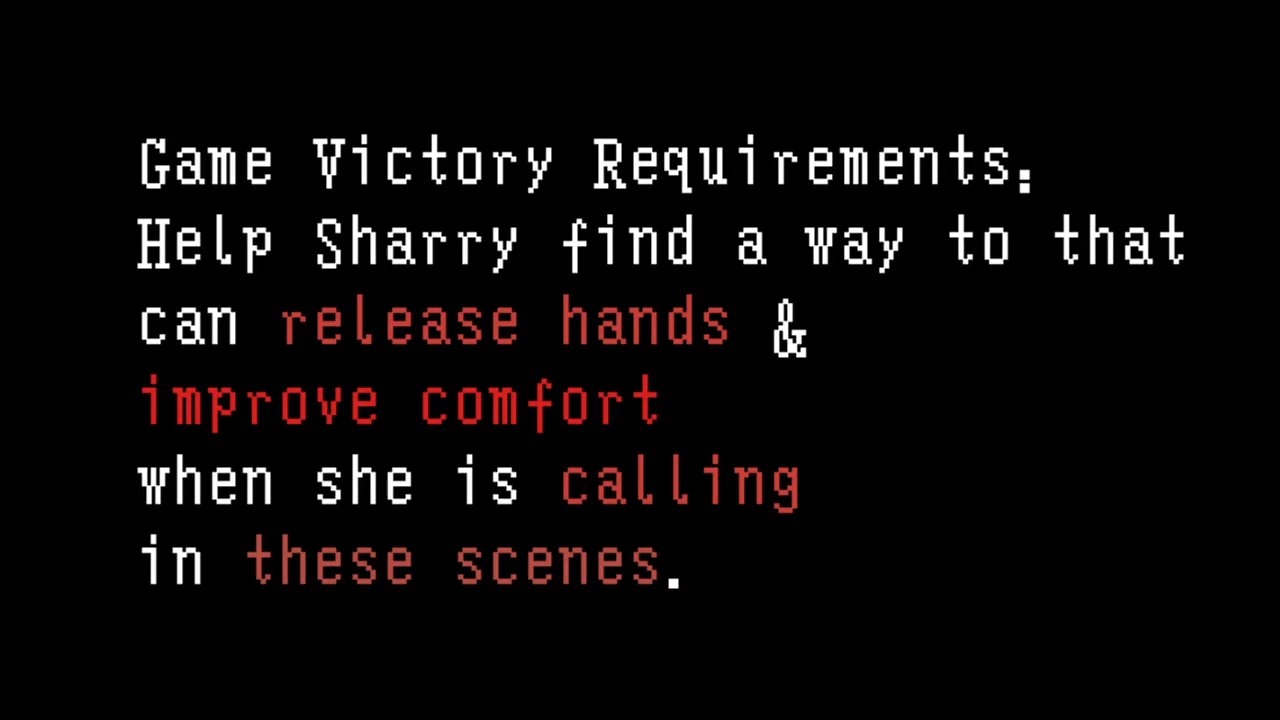 Game Victory Requirements:
Help Sharry find a way to that
can release hands &
improve comfort
when she is calling
in these scenes.